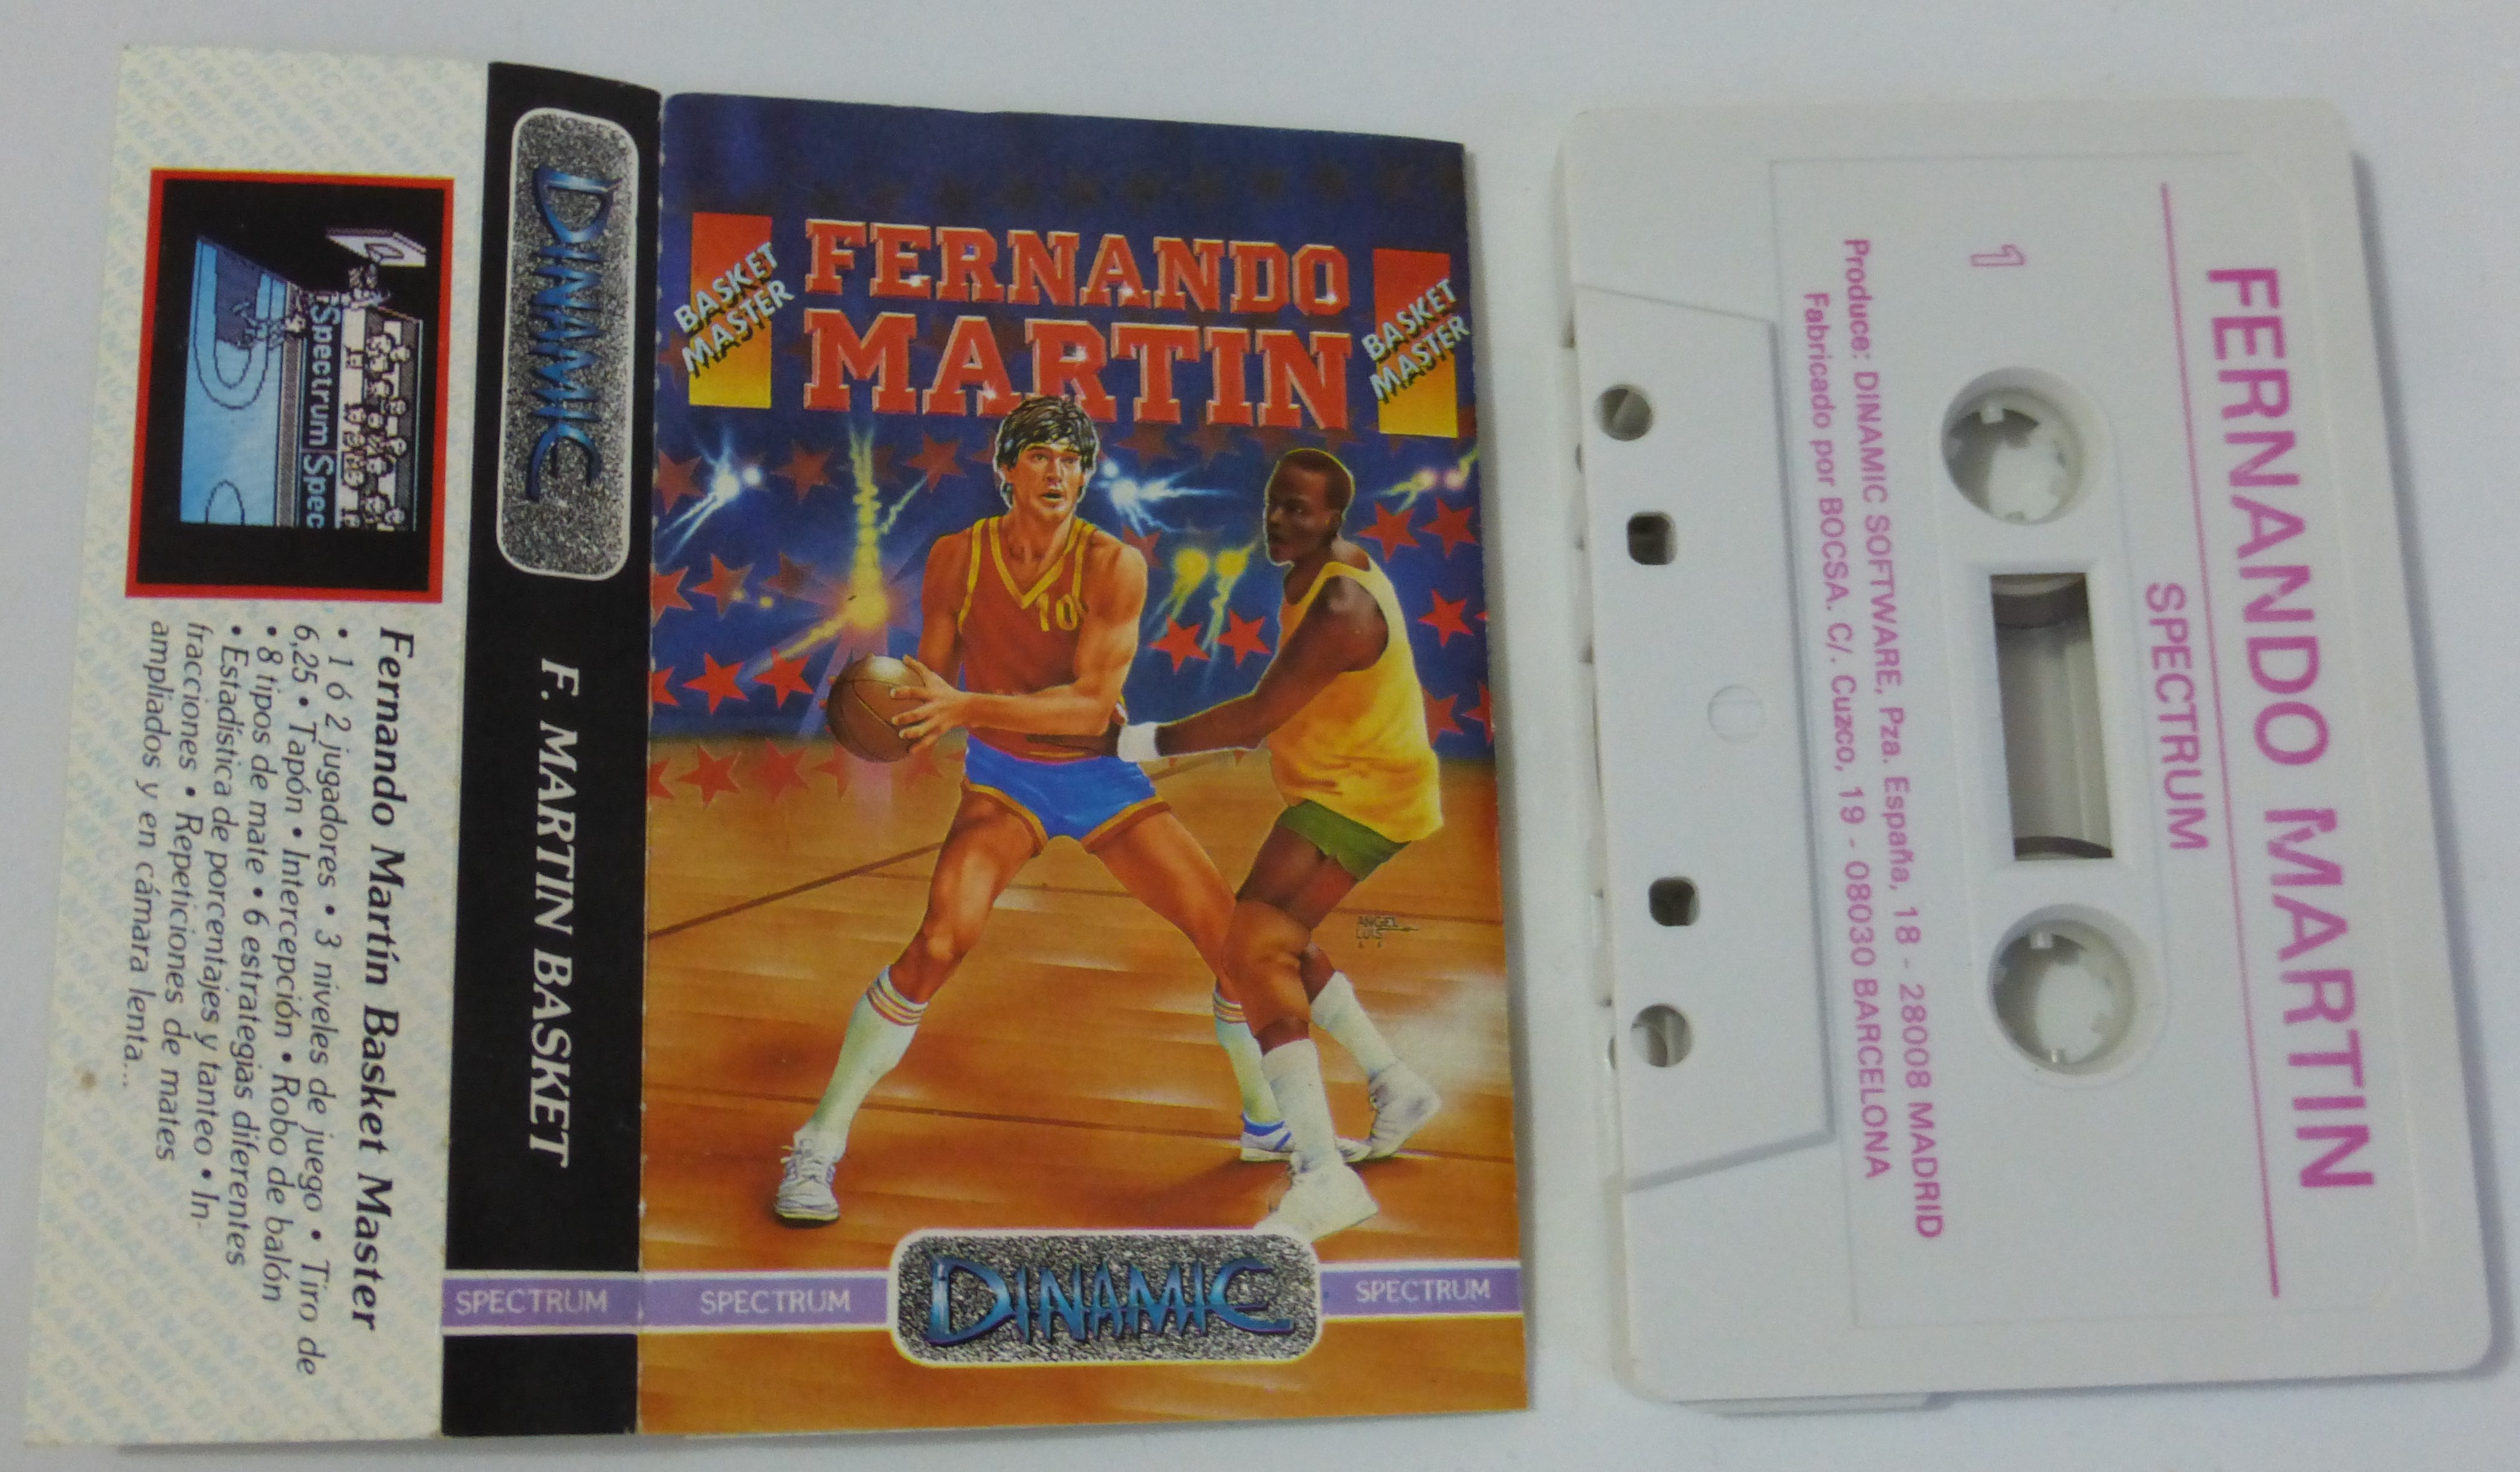 Fernando Martín Basket Master
• 1 ó 2 jugadores • 3 niveles de juego • Tiro de
6,25 • Tapón • Intercepción • Robo de balón
• 8 tipos de mate • 6 estrategias diferentes
• Estadística de porcentajes y tanteo • In-
fracciones • Repeticiones de mates
ampliados y en cámara lenta...
Spectrum Spec
DINAMIC
F. MARTIN BASKET
SPECTRUM
BASKET
MASTER
FERNANDO
MARTIN
BASKET
MASTER
10
ANGEL
LUIS
SPECTRUM
DINAMIC
SPECTRUM
FERNANDO MARTIN
SPECTRUM
1
Produce: DINAMIC SOFTWARE, Pza. España, 18 - 28008 MADRID
Fabricado por BOCSA. C/. Cuzco, 19 - 08030 BARCELONA